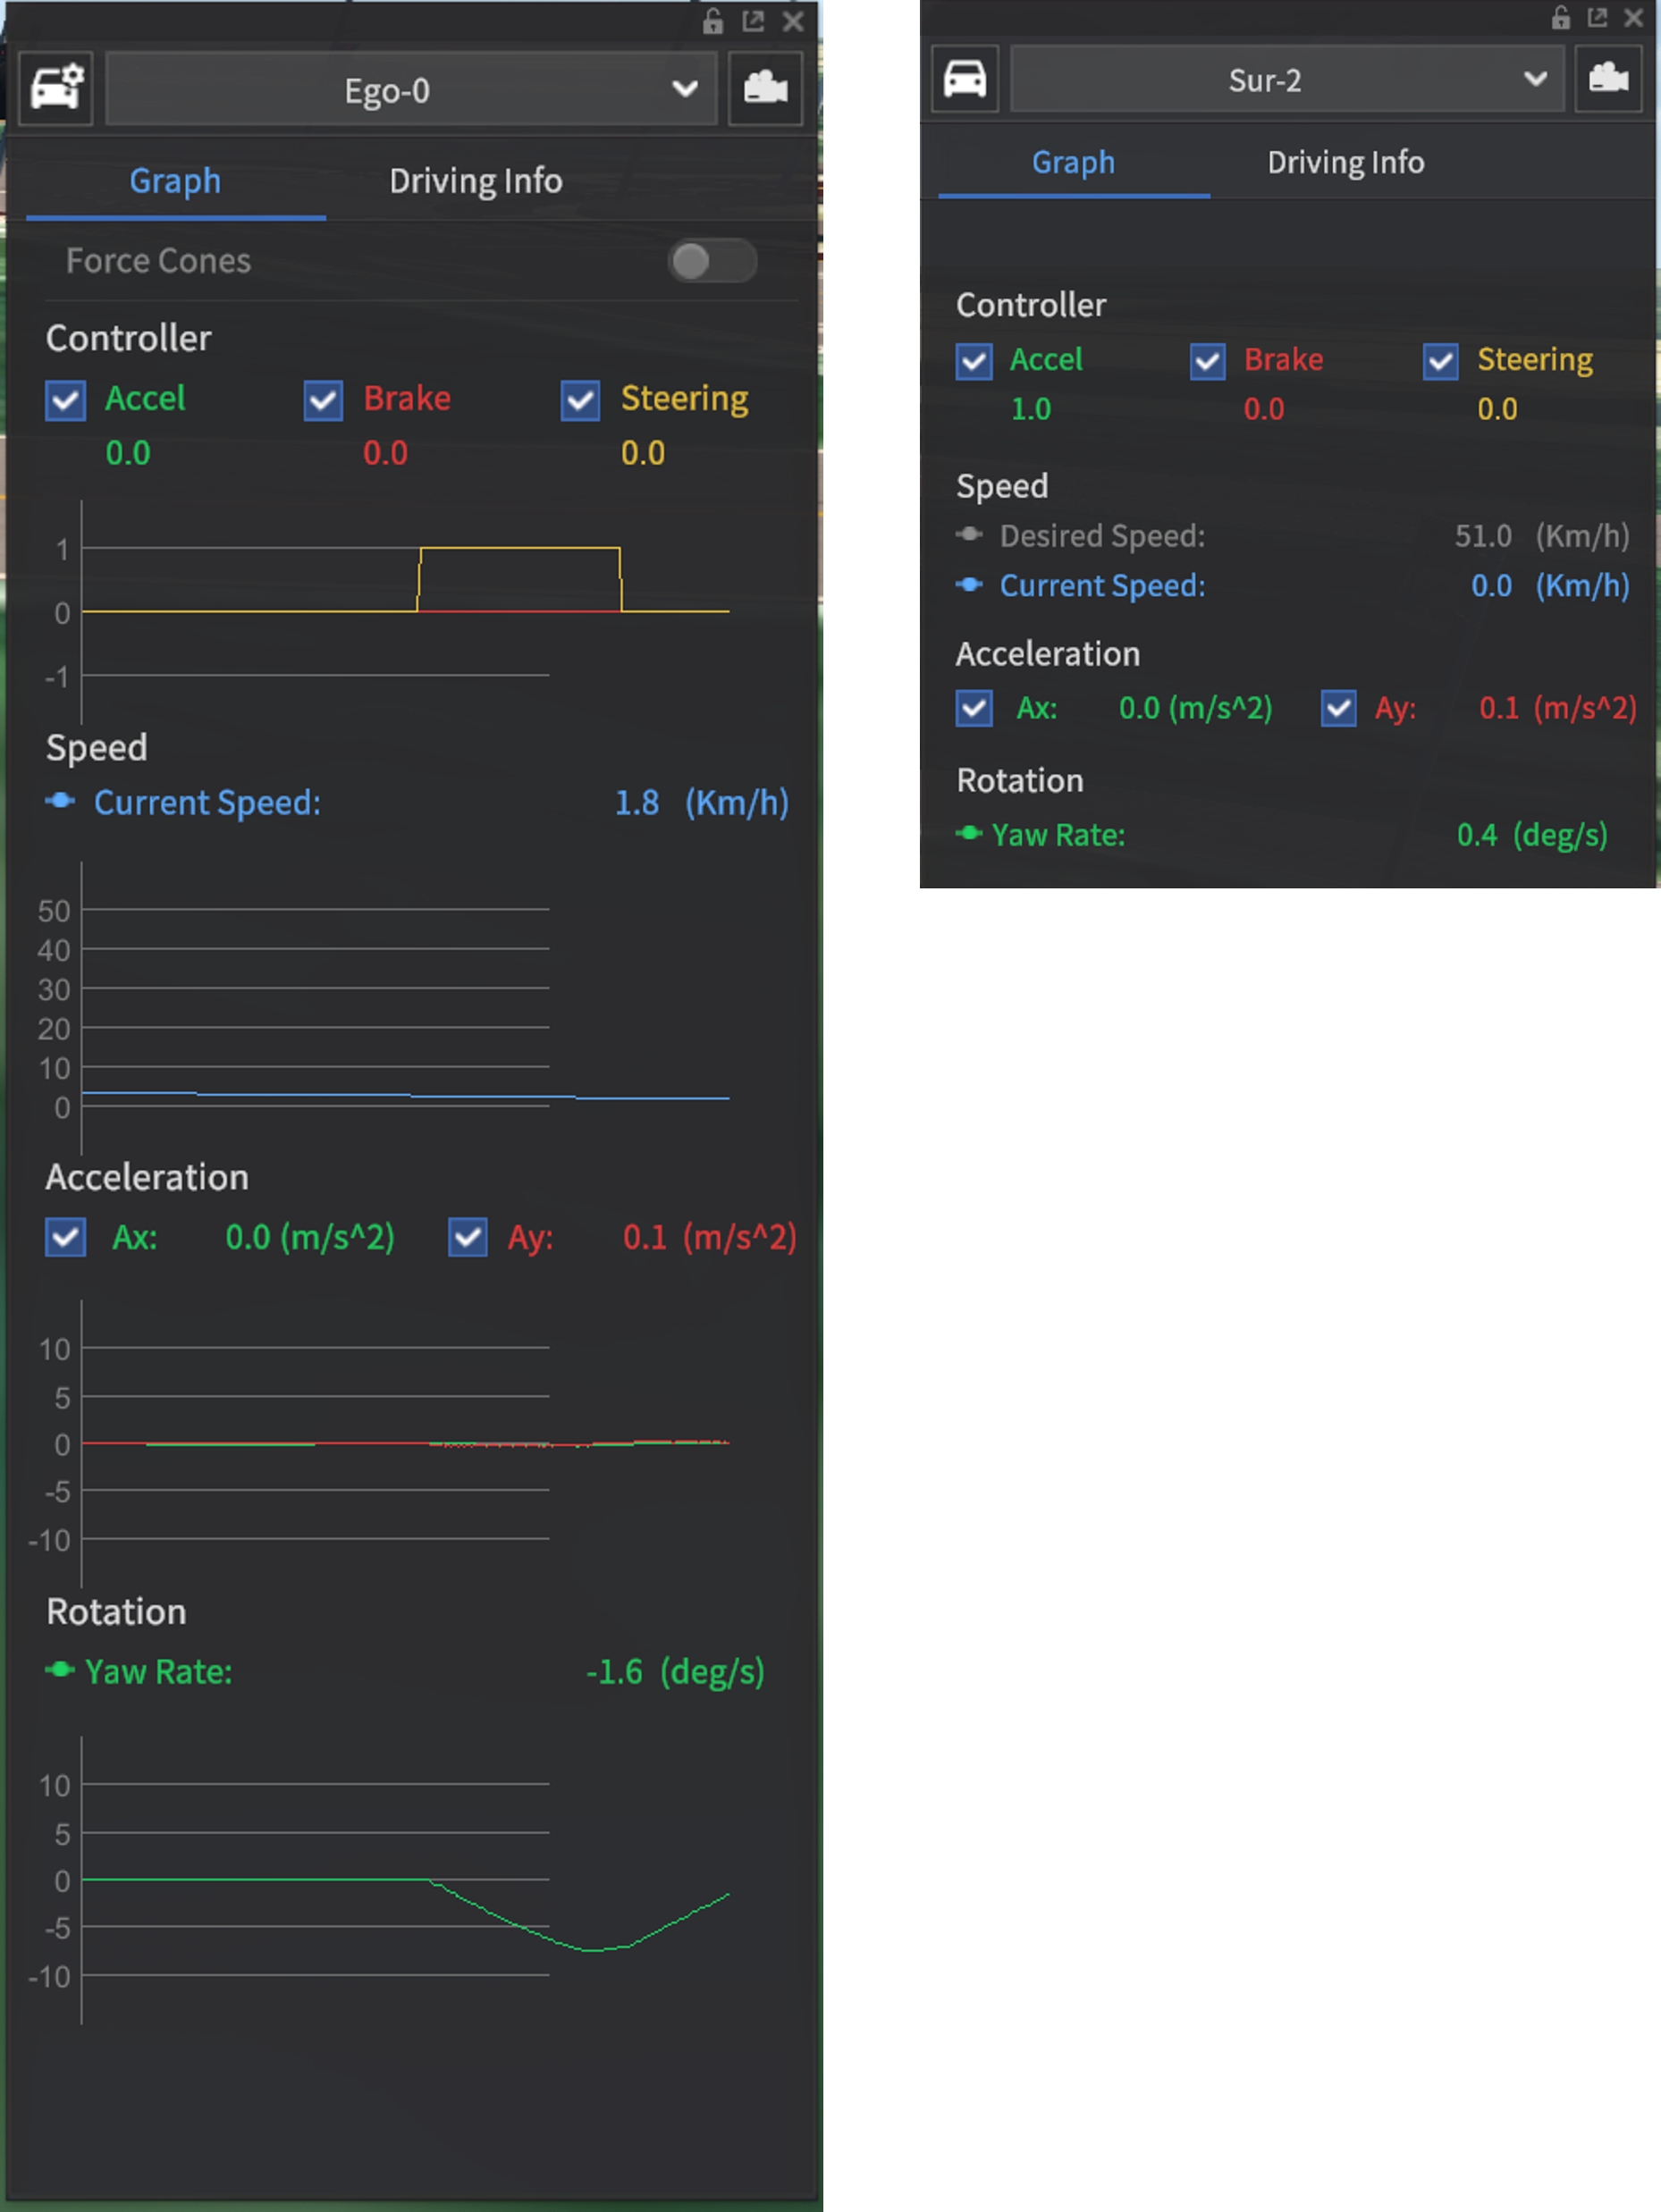 Ego-0
Graph Driving Info
Force Cones
Controller
Accel Brake Steering
0.0 0.0 0.0
1
0
-1
Speed
Current Speed: 1.8 (Km/h)
50
40
30
20
10
0
Acceleration
Ax: 0.0 (m/s^2) Ay: 0.1 (m/s^2)
10
5
0
-5
-10
Rotation
Yaw Rate: -1.6 (deg/s)
10
5
0
-5
-10
Sur-2
Graph Driving Info
Controller
Accel Brake Steering
1.0 0.0 0.0
Speed
Desired Speed: 51.0 (Km/h)
Current Speed: 0.0 (Km/h)
Acceleration
Ax: 0.0 (m/s^2) Ay: 0.1 (m/s^2)
Rotation
Yaw Rate: 0.4 (deg/s)